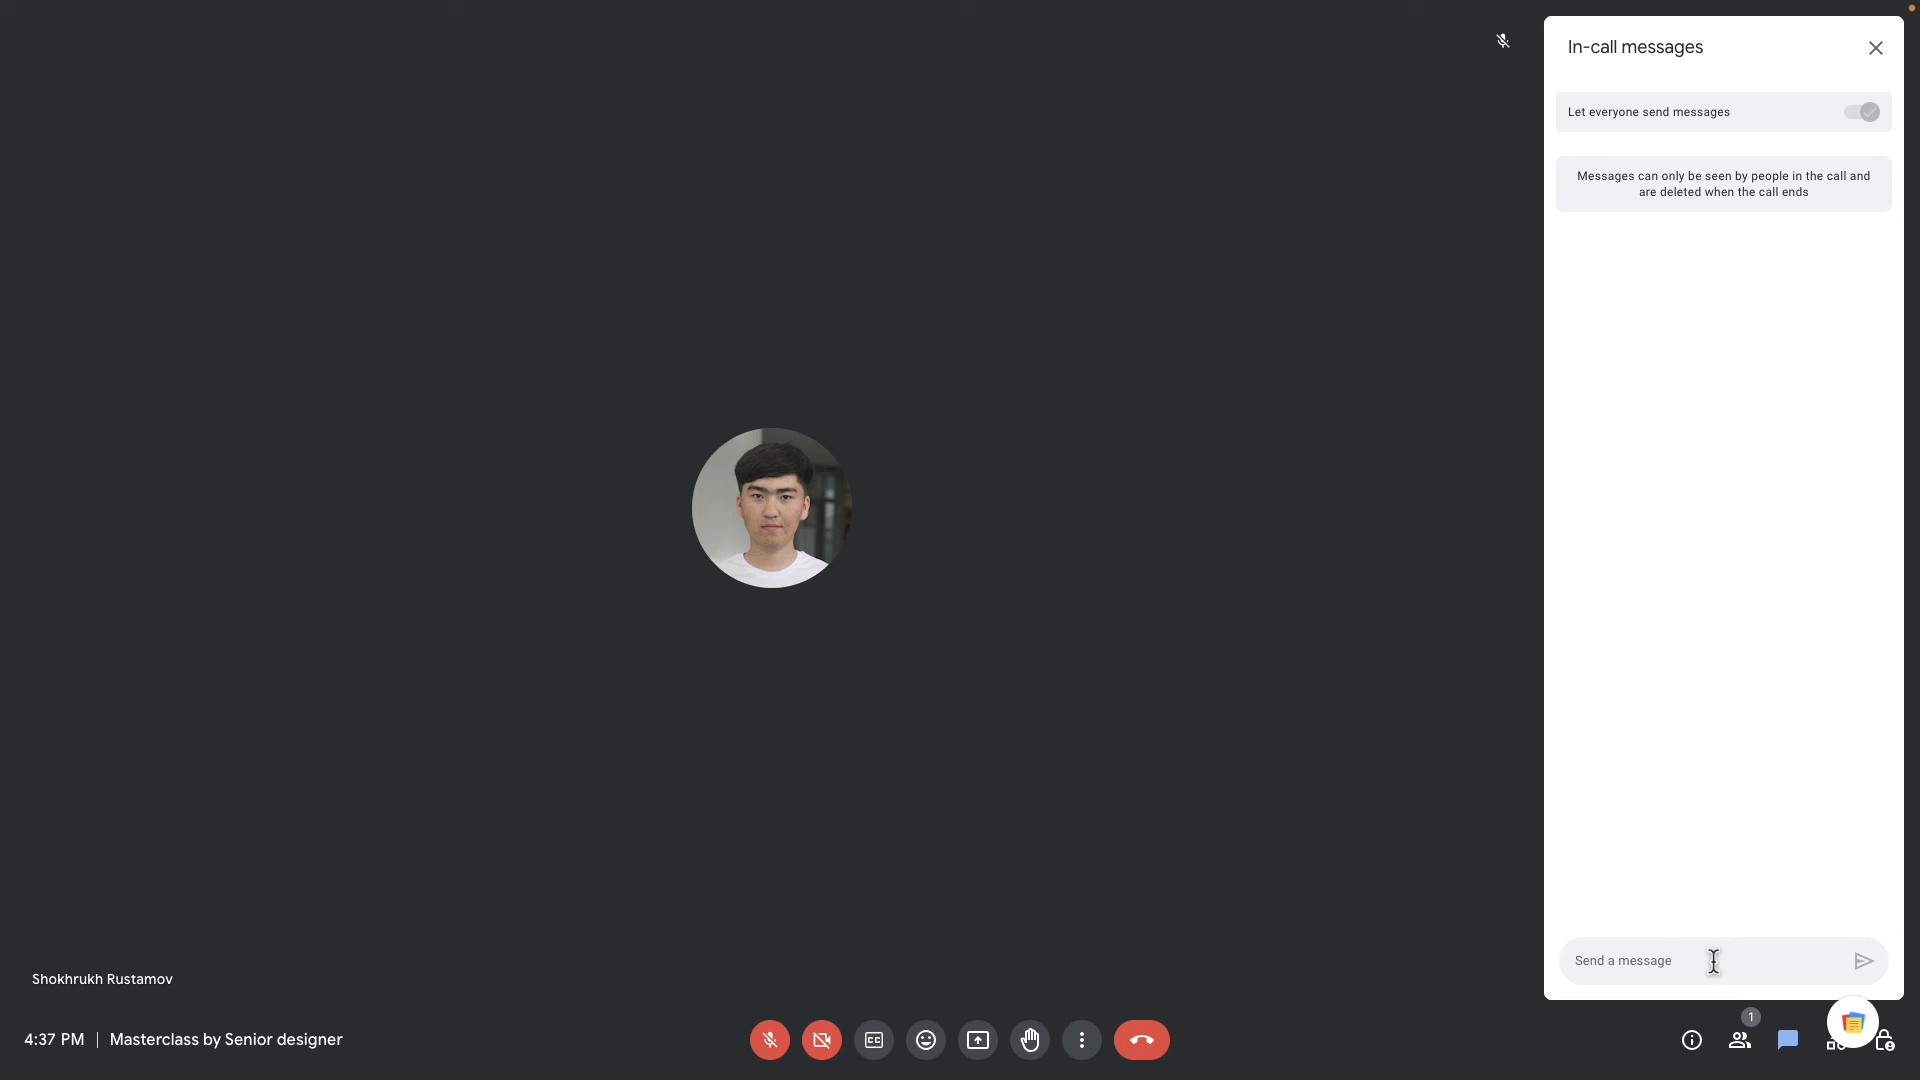 In-call messages
Let everyone send messages
Messages can only be seen by people in the call and
are deleted when the call ends
Send a message
Shokhrukh Rustamov
4:37 PM | Masterclass by Senior designer
CC
1